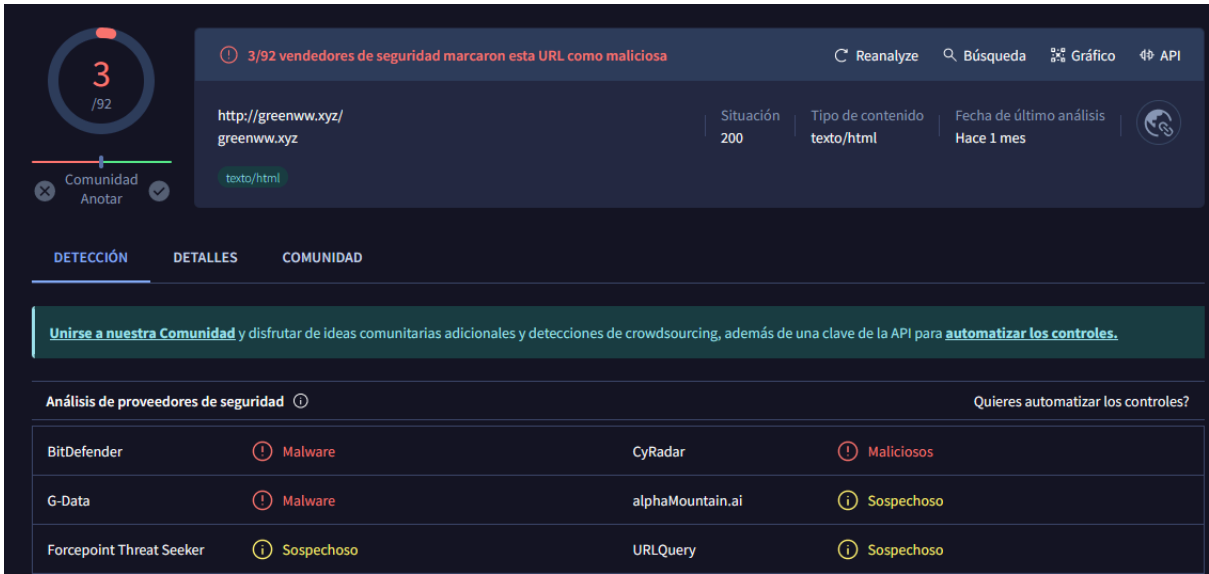 3
/92
Comunidad
Anotar
3/92 vendedores de seguridad marcaron esta URL como maliciosa
Reanalyze
Búsqueda
Gráfico
API
http://greenww.xyz/
greenww.xyz
texto/html
Situación
200
Tipo de contenido
texto/html
Fecha de último análisis
Hace 1 mes
DETECCIÓN
DETALLES
COMUNIDAD
Unirse a nuestra Comunidad y disfrutar de ideas comunitarias adicionales y detecciones de crowdsourcing, además de una clave de la API para automatizar los controles.
Análisis de proveedores de seguridad
Quieres automatizar los controles?
BitDefender Malware CyRadar Maliciosos
G-Data Malware alphaMountain.ai Sospechoso
Forcepoint Threat Seeker Sospechoso URLQuery Sospechoso